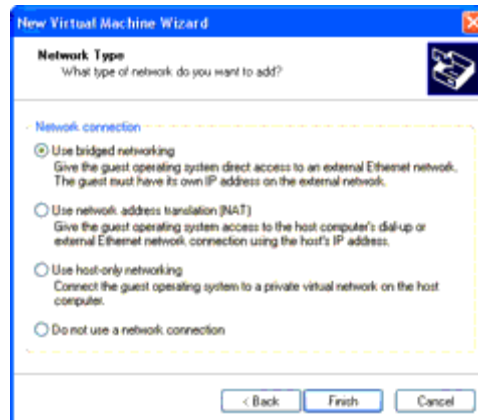 New Virtual Machine Wizard
Network Type
What type of network do you want to add?
Network connection
Use bridged networking
Give the guest operating system direct access to an external Ethernet network.
The guest must have its own IP address on the external network.
Use network address translation (NAT)
Give the guest operating system access to the host computer's dial-up or
external Ethernet network connection using the host's IP address.
Use host-only networking
Connect the guest operating system to a private virtual network on the host
computer.
Do not use a network connection
< Back
Finish
Cancel